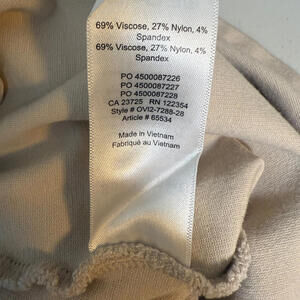 69% Viscose, 27% Nylon, 4%
Spandex
69% Viscose, 27% Nylon, 4%
Spandex
PO 4500087226
PO 4500087227
PO 4500087228
CA 23725 RN 122354
Style # OVI2-7288-28
Article # 65534
Made in Vietnam
Fabriqué au Vietnam